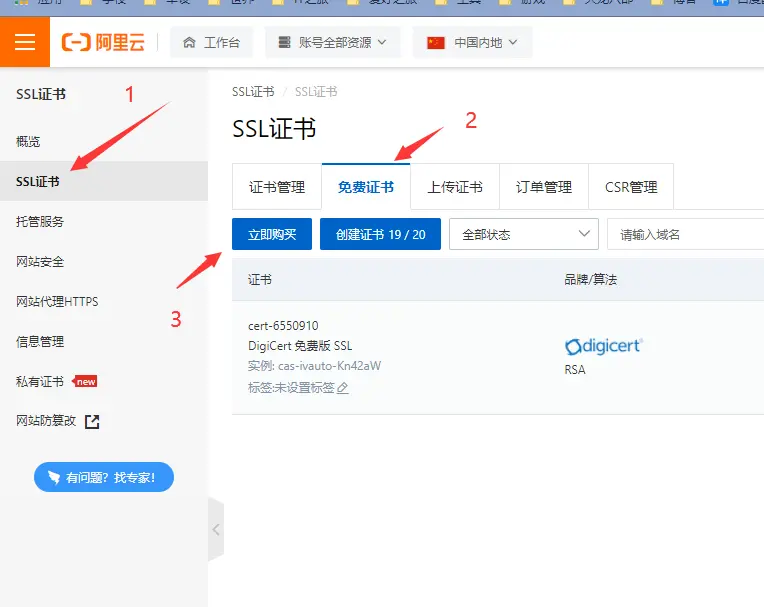 阿里云
工作台
账号全部资源
中国内地
SSL证书
1
概览
SSL证书
托管服务
网站安全
网站代理HTTPS
信息管理
私有证书 new
网站防篡改
有问题？找专家！
SSL证书 / SSL证书
SSL证书
2
证书管理
免费证书
上传证书
订单管理
CSR管理
立即购买
创建证书 19 / 20
全部状态
请输入域名
3
证书
品牌/算法
cert-6550910
DigiCert 免费版 SSL
实例: cas-ivauto-Kn42aW
标签:未设置标签
digicert®
RSA